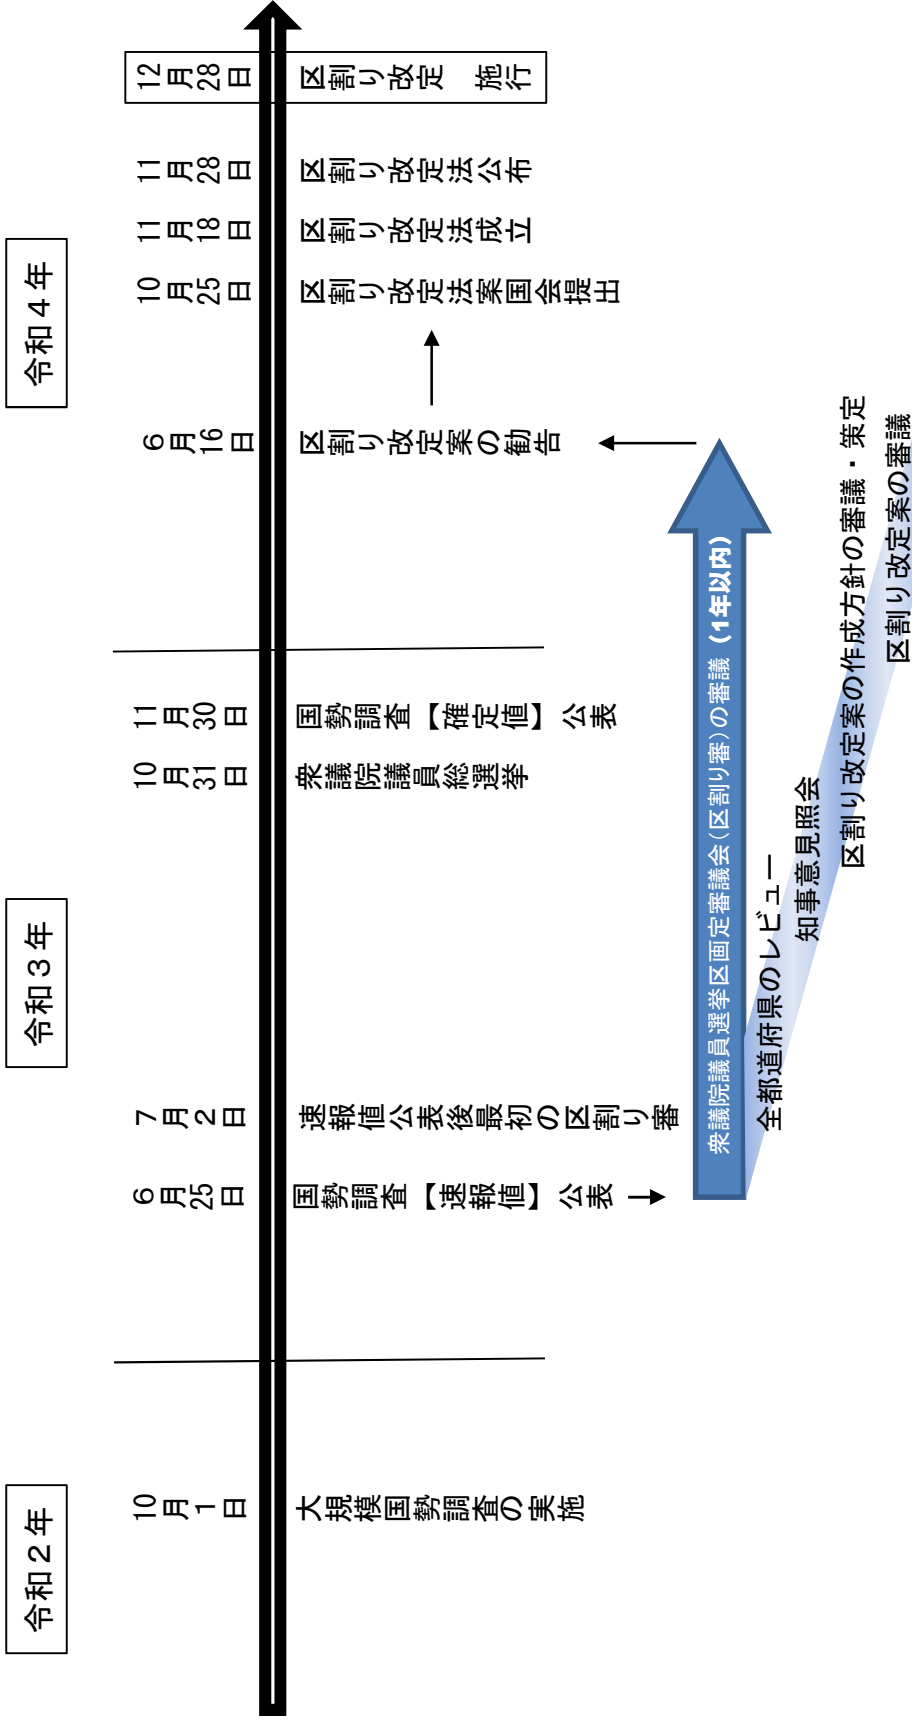 令和２年
令和３年
令和４年
10月１日
大規模国勢調査の実施
６月25日
国勢調査【速報値】公表
７月２日
速報値公表後最初の区割り審
10月31日
衆議院議員総選挙
11月30日
国勢調査【確定値】公表
６月16日
区割り改定案の勧告
10月25日
区割り改定法案国会提出
11月18日
区割り改定法成立
11月28日
区割り改定法公布
12月28日
区割り改定　施行
衆議院議員選挙区画定審議会（区割り審）の審議（1年以内）
全都道府県のレビュー
知事意見照会
区割り改定案の作成方針の審議・策定
区割り改定案の審議